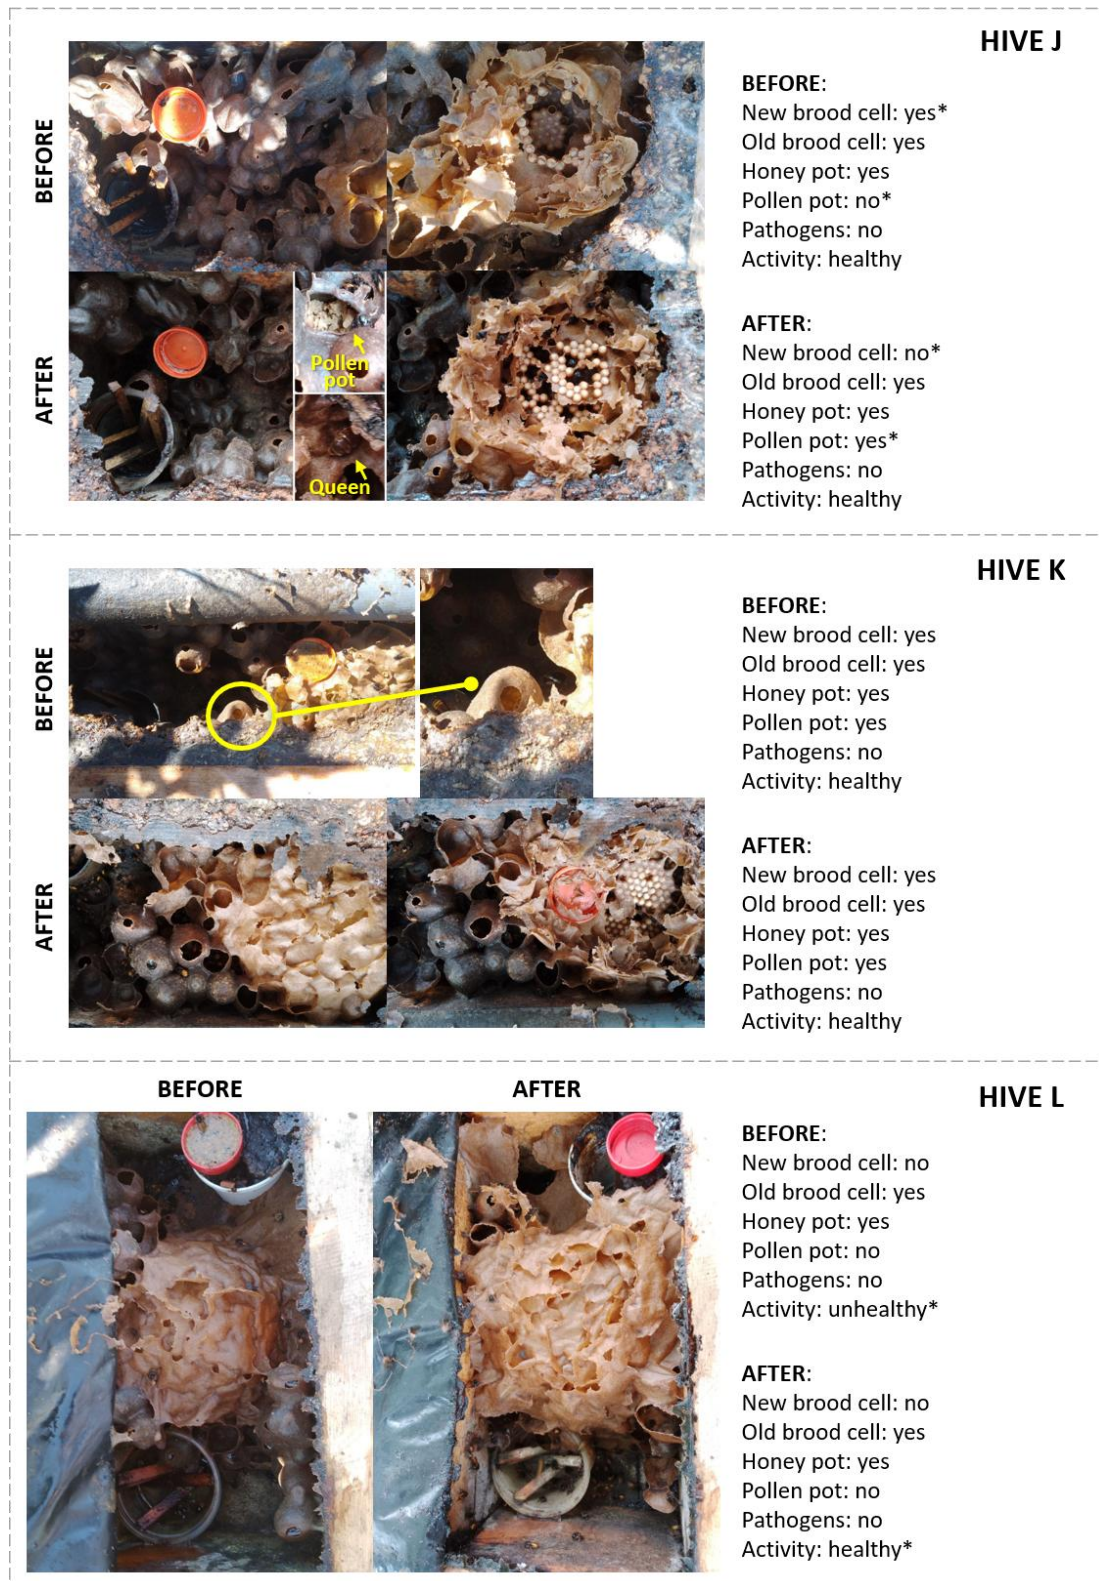 HIVE J
BEFORE
AFTER
Pollen
pot
Queen
BEFORE:
New brood cell: yes*
Old brood cell: yes
Honey pot: yes
Pollen pot: no*
Pathogens: no
Activity: healthy
AFTER:
New brood cell: no*
Old brood cell: yes
Honey pot: yes
Pollen pot: yes*
Pathogens: no
Activity: healthy
HIVE K
BEFORE
AFTER
BEFORE:
New brood cell: yes
Old brood cell: yes
Honey pot: yes
Pollen pot: yes
Pathogens: no
Activity: healthy
AFTER:
New brood cell: yes
Old brood cell: yes
Honey pot: yes
Pollen pot: yes
Pathogens: no
Activity: healthy
BEFORE
AFTER
HIVE L
BEFORE:
New brood cell: no
Old brood cell: yes
Honey pot: yes
Pollen pot: no
Pathogens: no
Activity: unhealthy*
AFTER:
New brood cell: no
Old brood cell: yes
Honey pot: yes
Pollen pot: no
Pathogens: no
Activity: healthy*